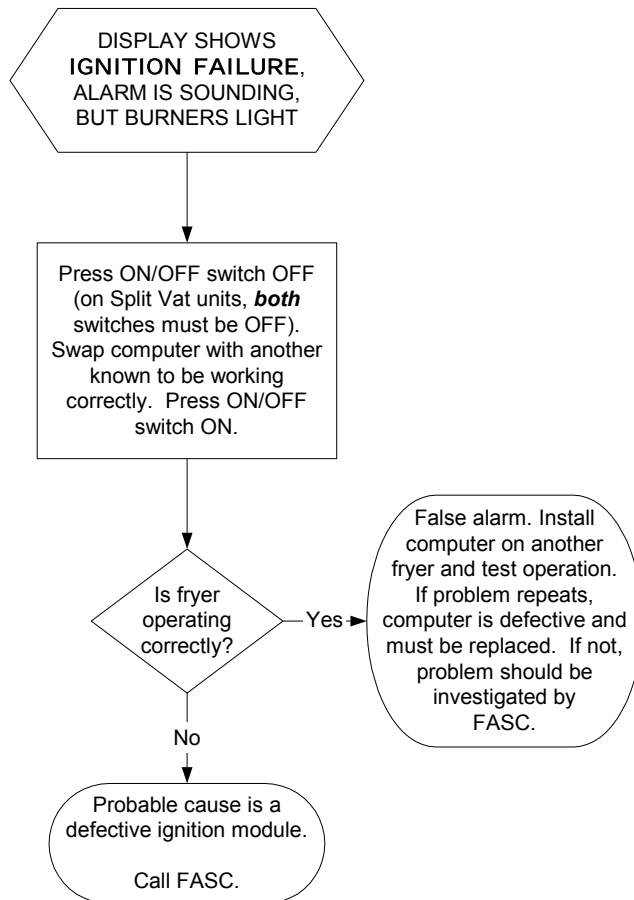 DISPLAY SHOWS
IGNITION FAILURE,
ALARM IS SOUNDING,
BUT BURNERS LIGHT
Press ON/OFF switch OFF
(on Split Vat units, both
switches must be OFF).
Swap computer with another
known to be working
correctly. Press ON/OFF
switch ON.
Is fryer
operating
correctly?
Yes
False alarm. Install
computer on another
fryer and test operation.
If problem repeats,
computer is defective and
must be replaced. If not,
problem should be
investigated by
FASC.
No
Probable cause is a
defective ignition module.
Call FASC.